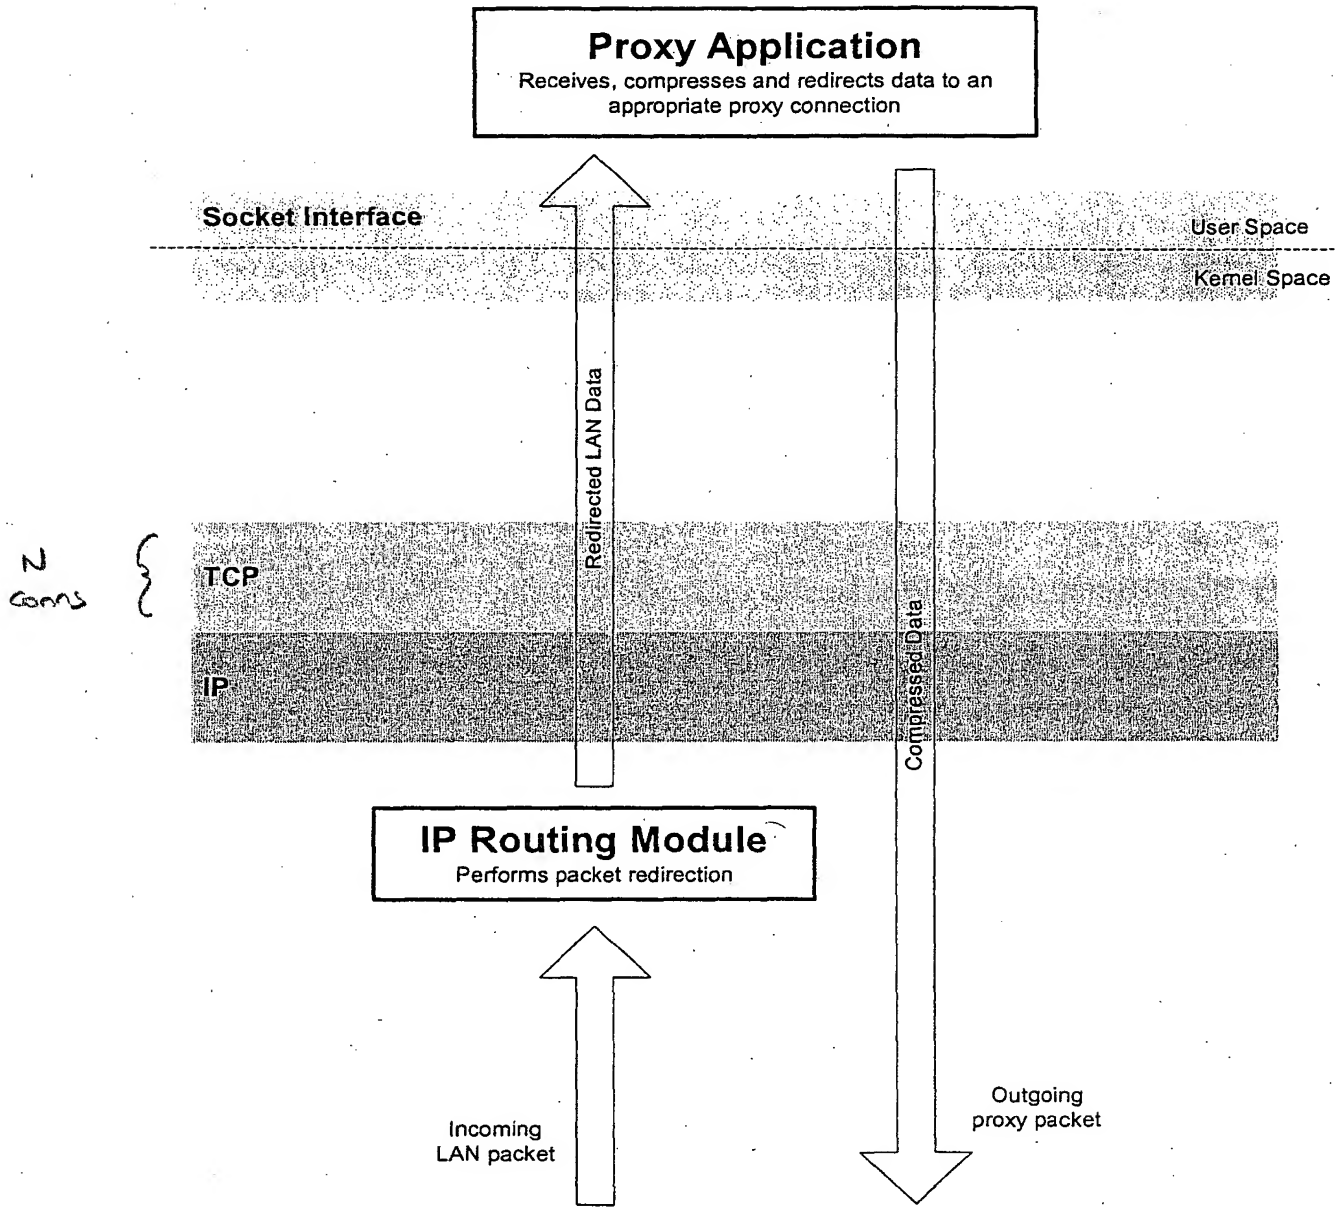 Proxy Application
Receives, compresses and redirects data to an
appropriate proxy connection
Socket Interface
User Space
Kernel Space
Redirected LAN Data
N
conns
TCP
IP
Compressed Data
IP Routing Module
Performs packet redirection
Incoming
LAN packet
Outgoing
proxy packet